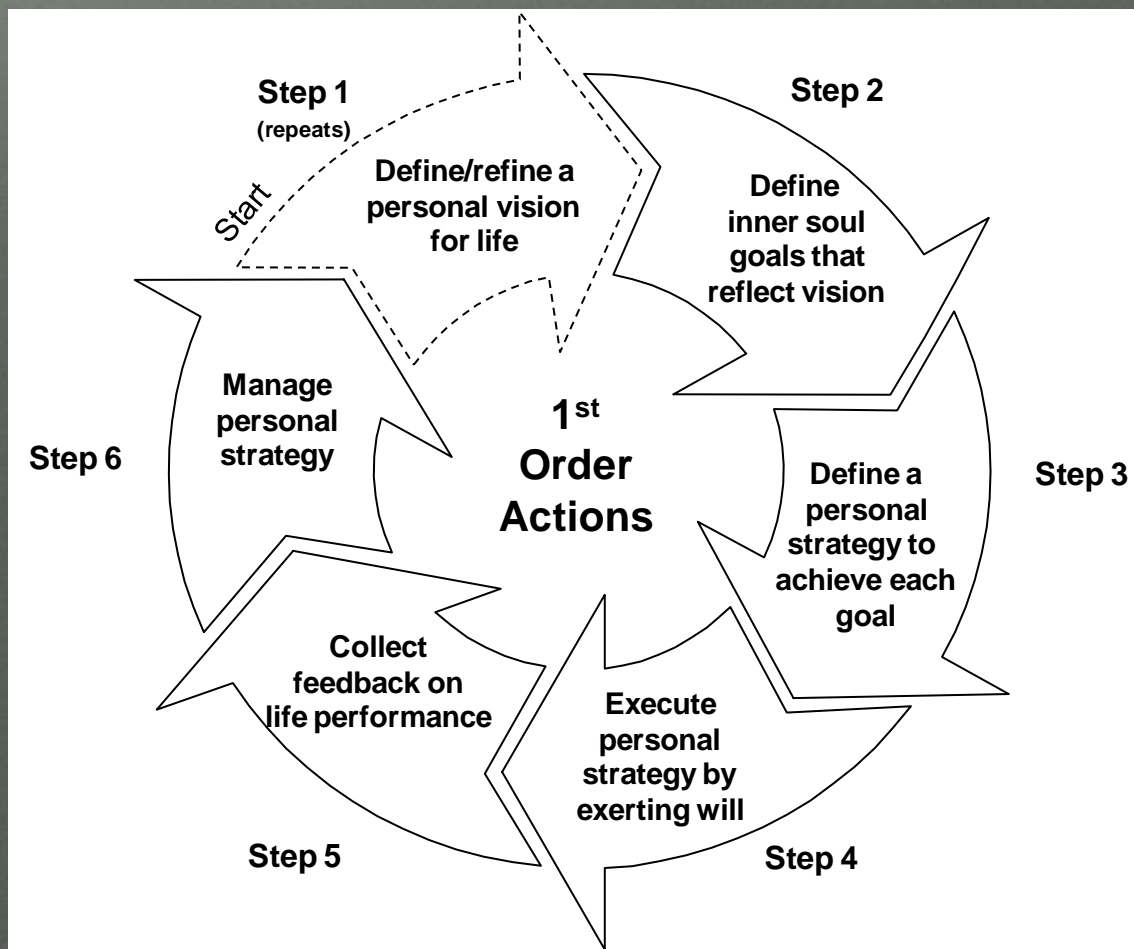 Step 1
(repeats)
Start
Define/refine a
personal vision
for life
Step 2
Define
inner soul
goals that
reflect vision
Step 3
Define a
personal
strategy to
achieve each
goal
Step 4
Execute
personal
strategy by
exerting will
Step 5
Collect
feedback on
life performance
Step 6
Manage
personal
strategy
1st
Order
Actions